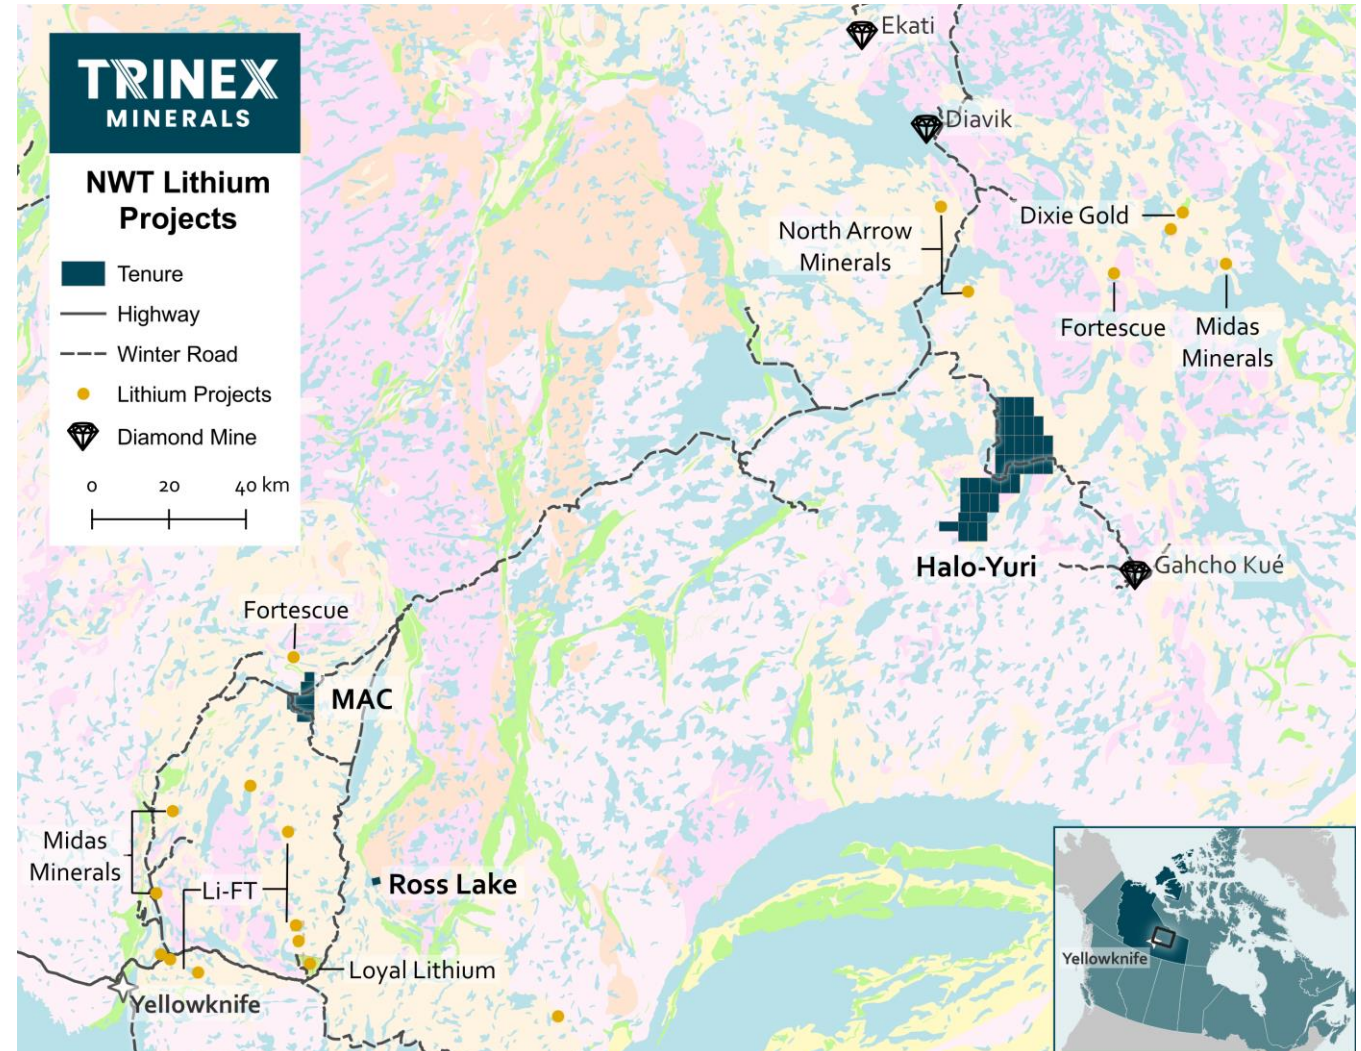 TRINEX
MINERALS
NWT Lithium
Projects
Tenure
Highway
Winter Road
Lithium Projects
Diamond Mine
0 20 40 km
Ekati
Diavik
North Arrow
Minerals
Dixie Gold
Fortescue
Midas
Minerals
Halo-Yuri
Gahcho Kué
Fortescue
MAC
Midas
Minerals
Li-FT
Ross Lake
Loyal Lithium
Yellowknife
Yellowknife